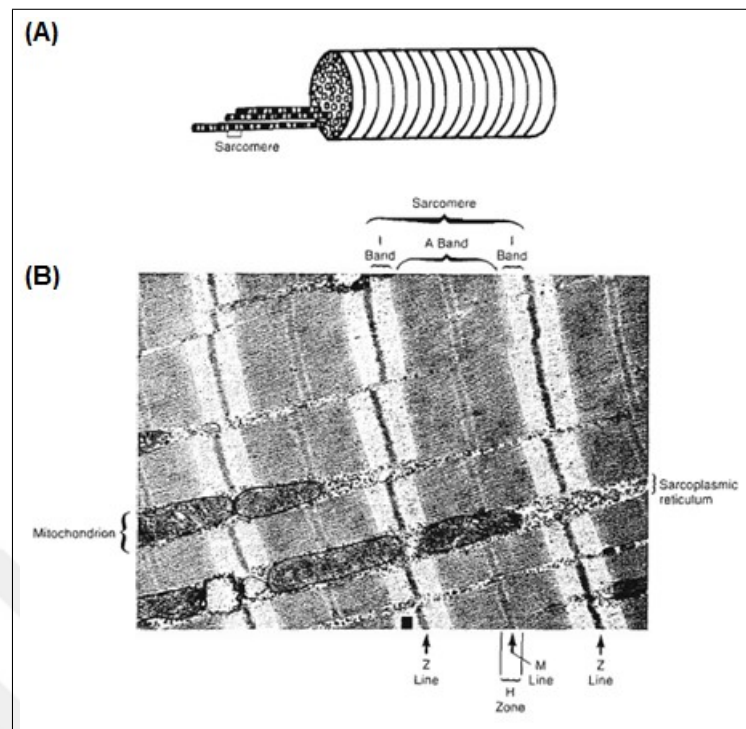 (A)
Sarcomere
Sarcomere
I
Band
A Band
I
Band
(B)
Mitochondrion
Sarcoplasmic
reticulum
Z
Line
H
Zone
M
Line
Z
Line